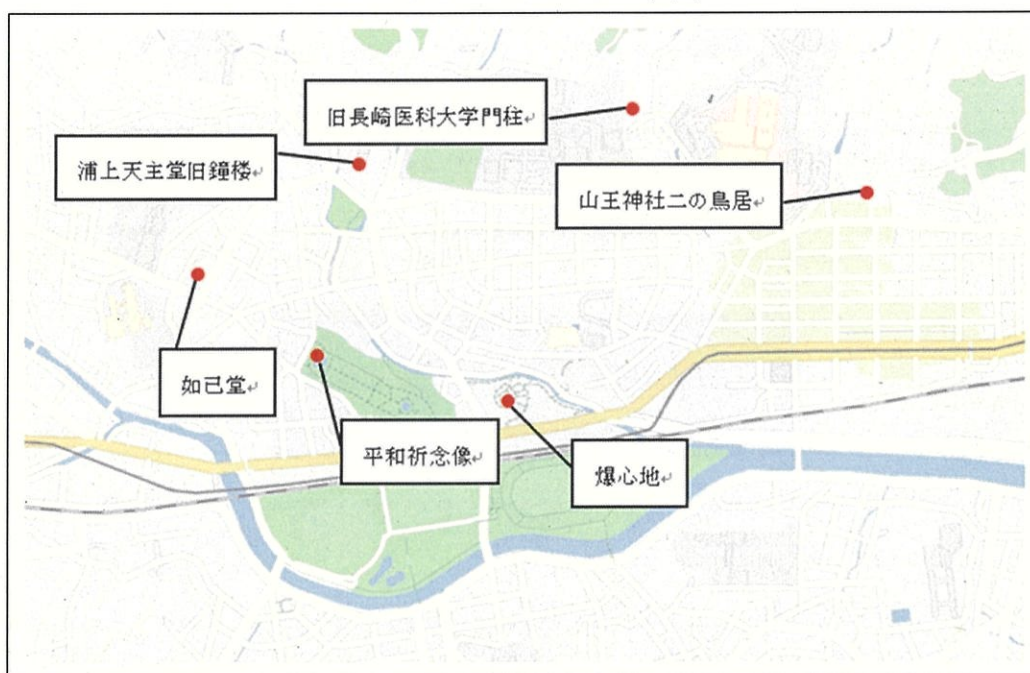 旧長崎医科大学門柱↵
浦上天主堂旧鐘楼↵
山王神社二の鳥居↵
如己堂↵
平和祈念像↵
爆心地↵